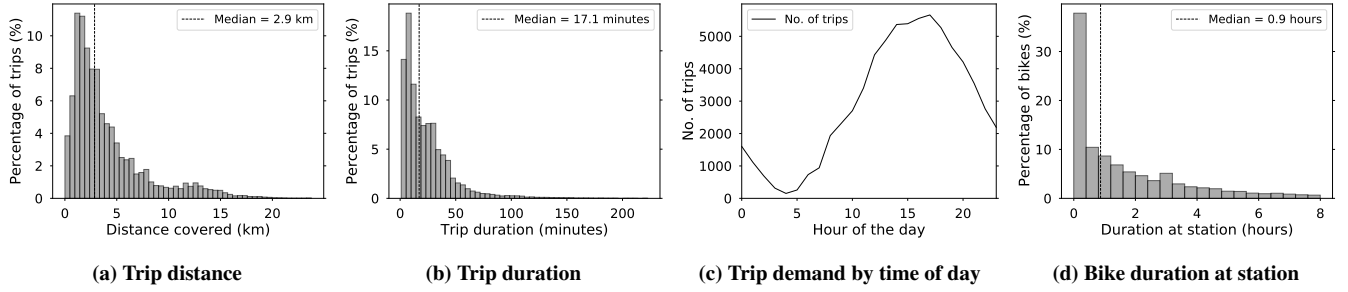 Percentage of trips (%)
10
8
6
4
2
0
Median = 2.9 km
0 5 10 15 20
Distance covered (km)
(a) Trip distance
Percentage of trips (%)
15
10
5
0
Median = 17.1 minutes
0 50 100 150 200
Trip duration (minutes)
(b) Trip duration
No. of trips
5000
4000
3000
2000
1000
0
No. of trips
0 5 10 15 20
Hour of the day
(c) Trip demand by time of day
Percentage of bikes (%)
30
20
10
0
Median = 0.9 hours
0 2 4 6 8
Duration at station (hours)
(d) Bike duration at station